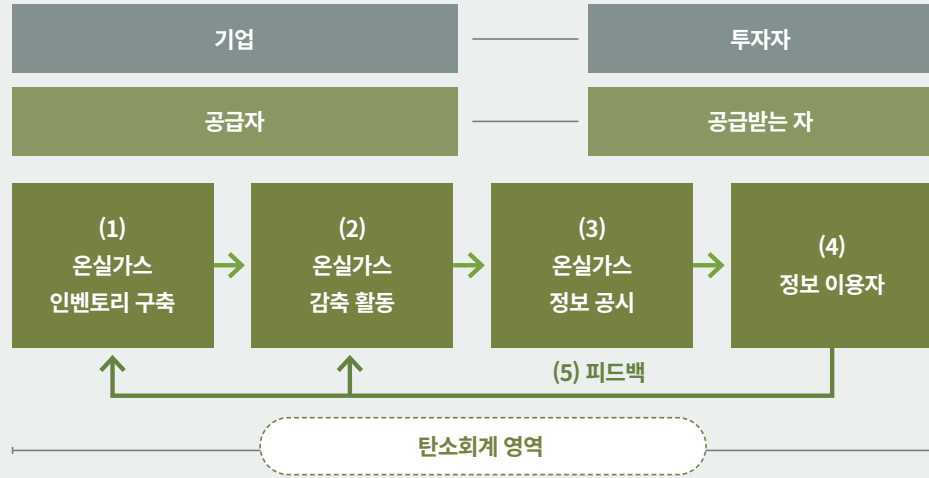 기업
투자자
공급자
공급받는 자
(1)
온실가스
인벤토리 구축
(2)
온실가스
감축 활동
(3)
온실가스
정보 공시
(4)
정보 이용자
(5) 피드백
탄소회계 영역